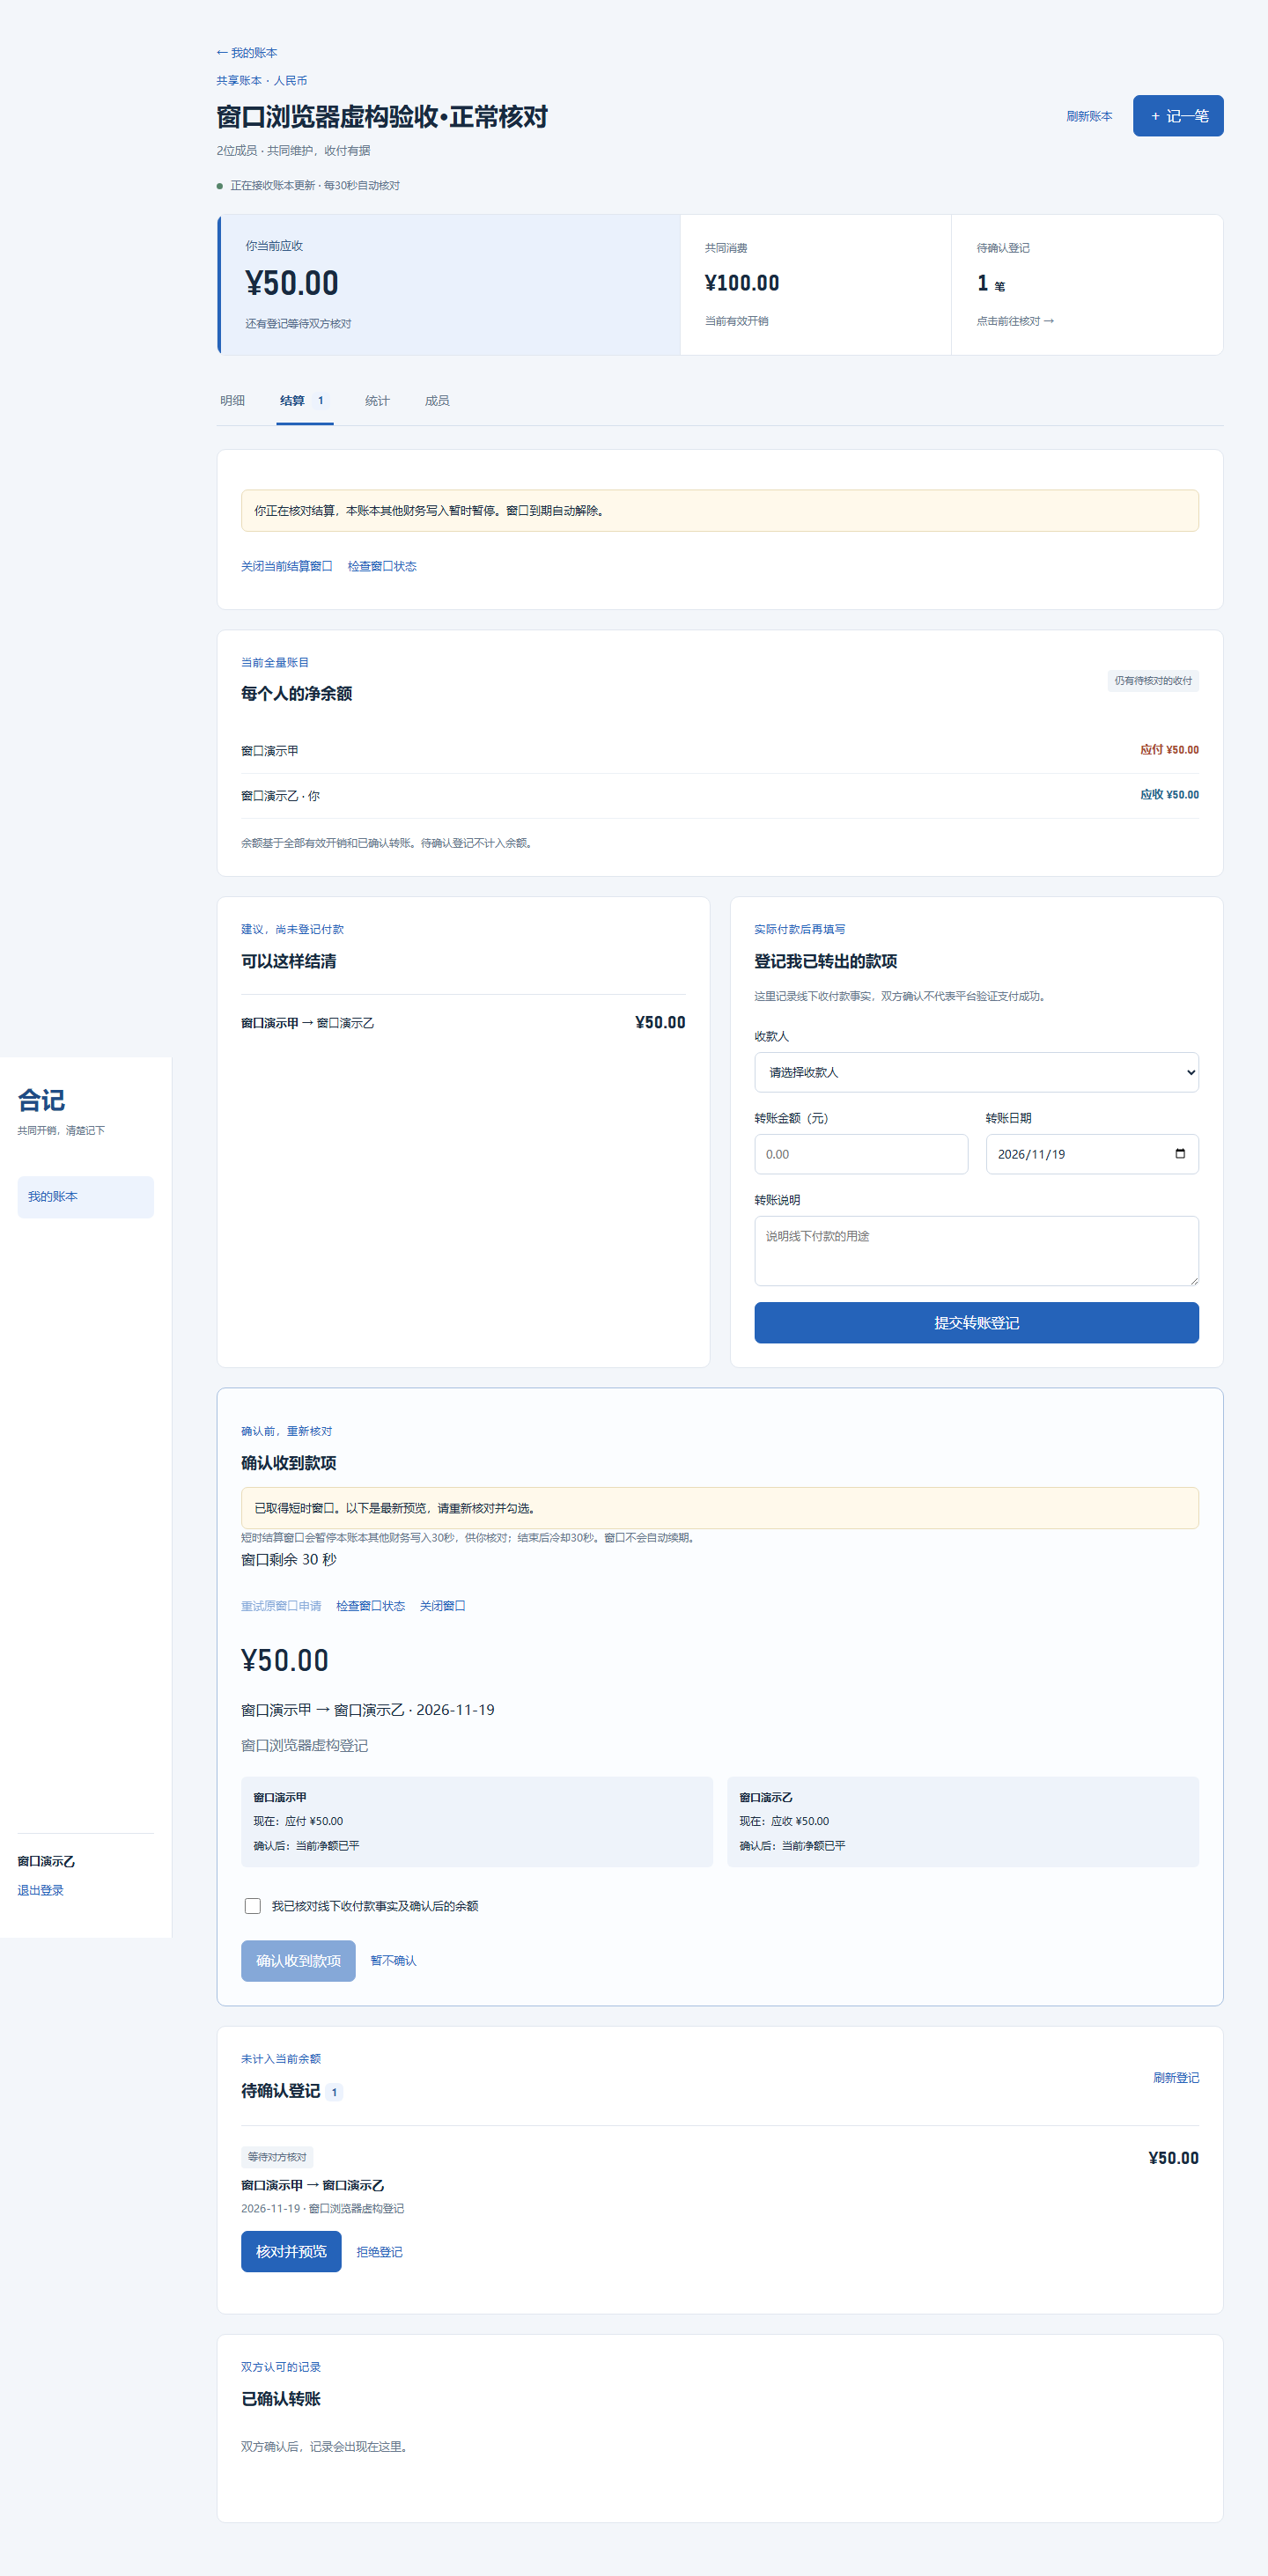 ← 我的账本
共享账本 · 人民币
窗口浏览器虚构验收•正常核对
刷新账本
+ 记一笔
2位成员 · 共同维护，收付有据
正在接收账本更新 · 每30秒自动核对
你当前应收
¥50.00
还有登记等待双方核对
共同消费
¥100.00
当前有效开销
待确认登记
1 笔
点击前往核对 →
明细
结算 1
统计
成员
你正在核对结算，本账本其他财务写入暂时暂停。窗口到期自动解除。
关闭当前结算窗口
检查窗口状态
当前全量账目
每个人的净余额
仍有待核对的收付
窗口演示甲
应付 ¥50.00
窗口演示乙 · 你
应收 ¥50.00
余额基于全部有效开销和已确认转账。待确认登记不计入余额。
建议，尚未登记付款
可以这样结清
窗口演示甲 → 窗口演示乙
¥50.00
实际付款后再填写
登记我已转出的款项
这里记录线下收付款事实，双方确认不代表平台验证支付成功。
收款人
请选择收款人
转账金额（元）
转账日期
0.00
2026/11/19
转账说明
说明线下付款的用途
提交转账登记
合记
共同开销，清楚记下
我的账本
窗口演示乙
退出登录
确认前，重新核对
确认收到款项
已取得短时窗口。以下是最新预览，请重新核对并勾选。
短时结算窗口会暂停本账本其他财务写入30秒，供你核对；结束后冷却30秒。窗口不会自动续期。
窗口剩余 30 秒
重试原窗口申请
检查窗口状态
关闭窗口
¥50.00
窗口演示甲 → 窗口演示乙 · 2026-11-19
窗口浏览器虚构登记
窗口演示甲
现在：应付 ¥50.00
确认后：当前净额已平
窗口演示乙
现在：应收 ¥50.00
确认后：当前净额已平
我已核对线下收付款事实及确认后的余额
确认收到款项
暂不确认
未计入当前余额
待确认登记 1
刷新登记
等待对方核对
¥50.00
窗口演示甲 → 窗口演示乙
2026-11-19 · 窗口浏览器虚构登记
核对并预览
拒绝登记
双方认可的记录
已确认转账
双方确认后，记录会出现在这里。